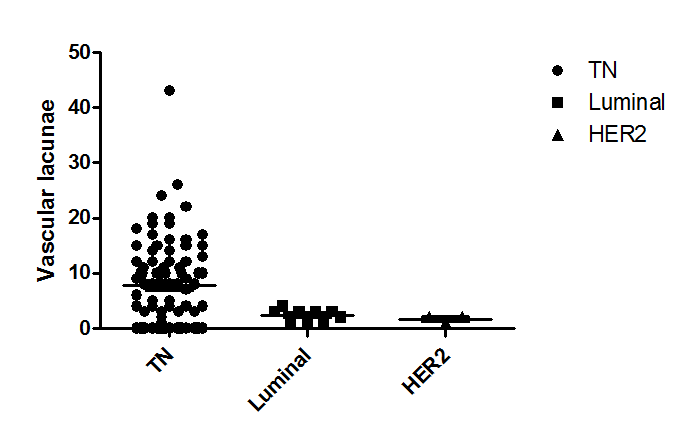 Vascular lacunae
50
40
30
20
10
0
TN
Luminal
HER2
TN
Luminal
HER2